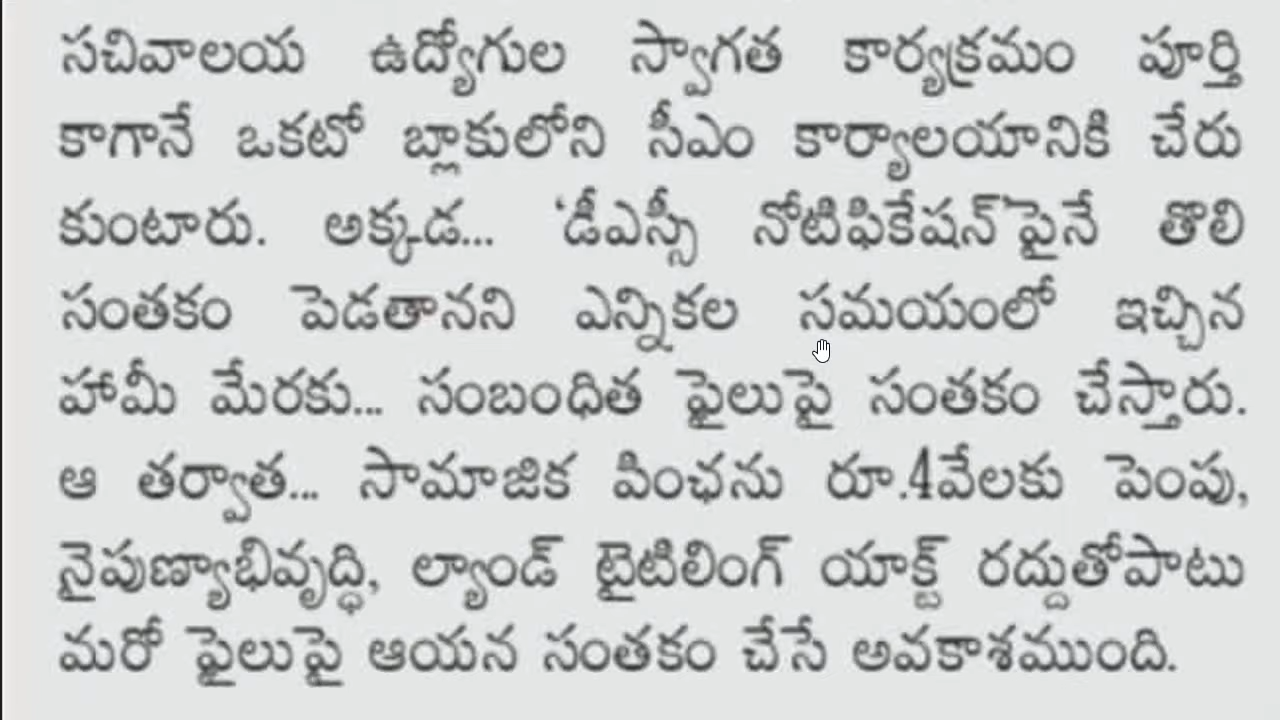 సచివాలయ ఉద్యోగుల స్వాగత కార్యక్రమం పూర్తి
కాగానే ఒకటో బ్లాకులోని సీఎం కార్యాలయానికి చేరు
కుంటారు. అక్కడ... ‘డీఎస్సీ నోటిఫికేషన్’పైనే తొలి
సంతకం పెడతానని ఎన్నికల సమయంలో ఇచ్చిన
హామీ మేరకు... సంబంధిత ఫైలుపై సంతకం చేస్తారు.
ఆ తర్వాత... సామాజిక పింఛను రూ.4వేలకు పెంపు,
నైపుణ్యాభివృద్ధి, ల్యాండ్ టైటిలింగ్ యాక్ట్ రద్దుతోపాటు
మరో ఫైలుపై ఆయన సంతకం చేసే అవకాశముంది.